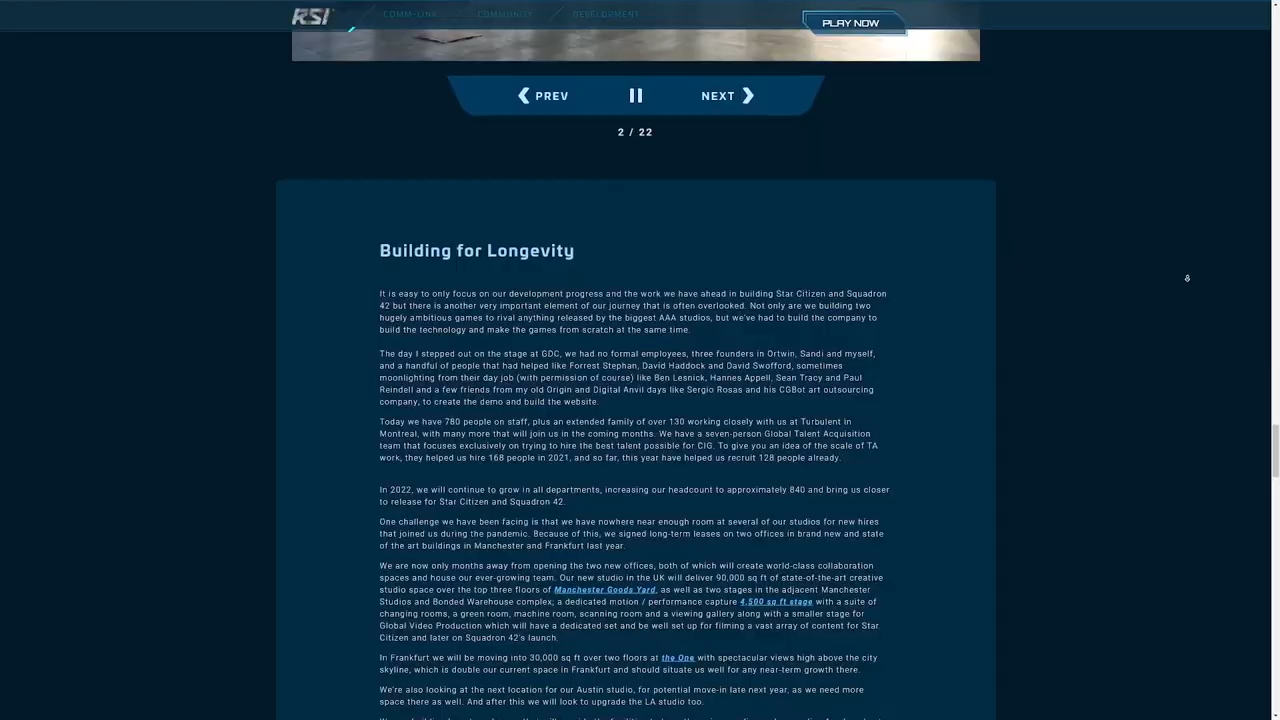 RSI
COMM-LINK
COMMUNITY
DEVELOPMENT
PLAY NOW
PREV
NEXT
2 / 22
Building for Longevity
It is easy to only focus on our development progress and the work we have ahead in building Star Citizen and Squadron
42 but there is another very important element of our journey that is often overlooked. Not only are we building two
hugely ambitious games to rival anything released by the biggest AAA studios, but we've had to build the company to
build the technology and make the games from scratch at the same time.
The day I stepped out on the stage at GDC, we had no formal employees, three founders in Ortwin, Sandi and myself,
and a handful of people that had helped like Forrest Stephan, David Haddock and David Swofford, sometimes
moonlighting from their day job (with permission of course) like Ben Lesnick, Hannes Appell, Sean Tracy and Paul
Reindell and a few friends from my old Origin and Digital Anvil days like Sergio Rosas and his CGBot art outsourcing
company, to create the demo and build the website.
Today we have 780 people on staff, plus an extended family of over 130 working closely with us at Turbulent in
Montreal, with many more that will join us in the coming months. We have a seven-person Global Talent Acquisition
team that focuses exclusively on trying to hire the best talent possible for CIG. To give you an idea of the scale of TA
work, they helped us hire 168 people in 2021, and so far, this year have helped us recruit 128 people already.
In 2022, we will continue to grow in all departments, increasing our headcount to approximately 840 and bring us closer
to release for Star Citizen and Squadron 42.
One challenge we have been facing is that we have nowhere near enough room at several of our studios for new hires
that joined us during the pandemic. Because of this, we signed long-term leases on two offices in brand new and state
of the art buildings in Manchester and Frankfurt last year.
We are now only months away from opening the two new offices, both of which will create world-class collaboration
spaces and house our ever-growing team. Our new studio in the UK will deliver 90,000 sq ft of state-of-the-art creative
studio space over the top three floors of Manchester Goods Yard, as well as two stages in the adjacent Manchester
Studios and Bonded Warehouse complex; a dedicated motion / performance capture 4,500 sq ft stage with a suite of
changing rooms, a green room, machine room, scanning room and a viewing gallery along with a smaller stage for
Global Video Production which will have a dedicated set and be well set up for filming a vast array of content for Star
Citizen and later on Squadron 42's launch.
In Frankfurt we will be moving into 30,000 sq ft over two floors at the One with spectacular views high above the city
skyline, which is double our current space in Frankfurt and should situate us well for any near-term growth there.
We're also looking at the next location for our Austin studio, for potential move-in late next year, as we need more
space there as well. And after this we will look to upgrade the LA studio too.